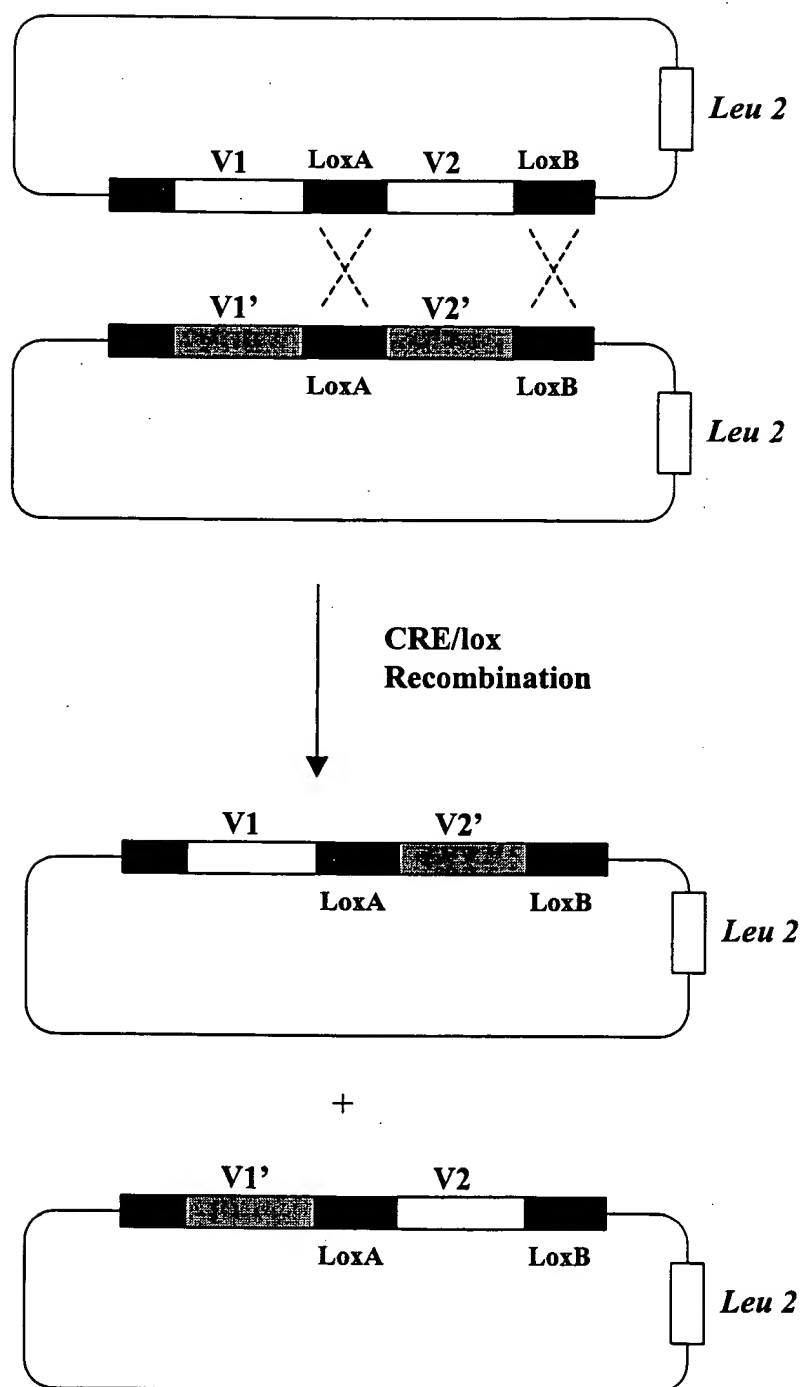 Leu 2
V1 LoxA V2 LoxB
V1’ V2’
LoxA LoxB
Leu 2
CRE/lox
Recombination
V1 V2’
LoxA LoxB
Leu 2
+
V1’ V2
LoxA LoxB
Leu 2